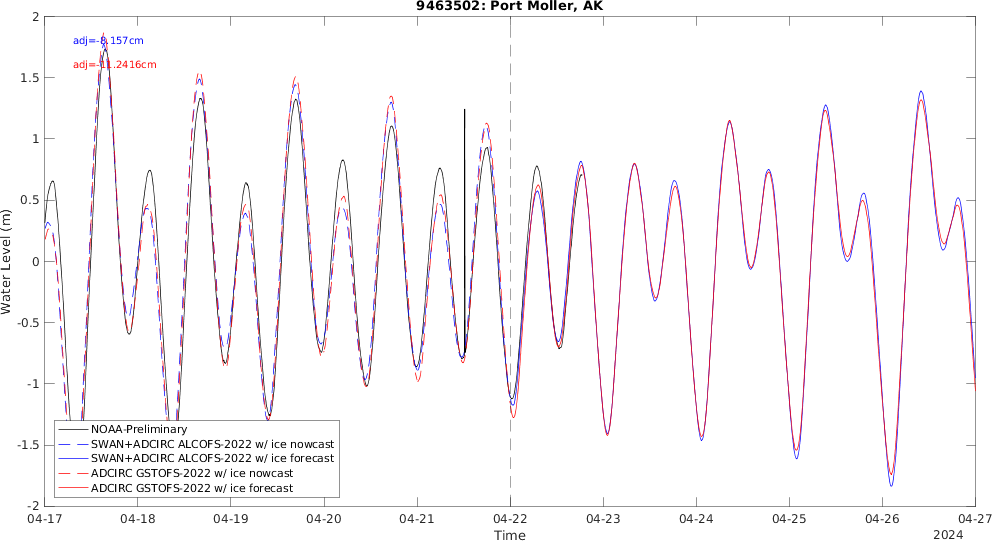 9463502: Port Moller, AK
adj=-8.157cm
adj=-11.2416cm
2
1.5
1
0.5
0
-0.5
-1
-1.5
-2
Water Level (m)
NOAA-Preliminary
SWAN+ADCIRC ALCOFS-2022 w/ ice nowcast
SWAN+ADCIRC ALCOFS-2022 w/ ice forecast
ADCIRC GSTOFS-2022 w/ ice nowcast
ADCIRC GSTOFS-2022 w/ ice forecast
04-17 04-18 04-19 04-20 04-21 04-22 04-23 04-24 04-25 04-26 04-27
Time
2024